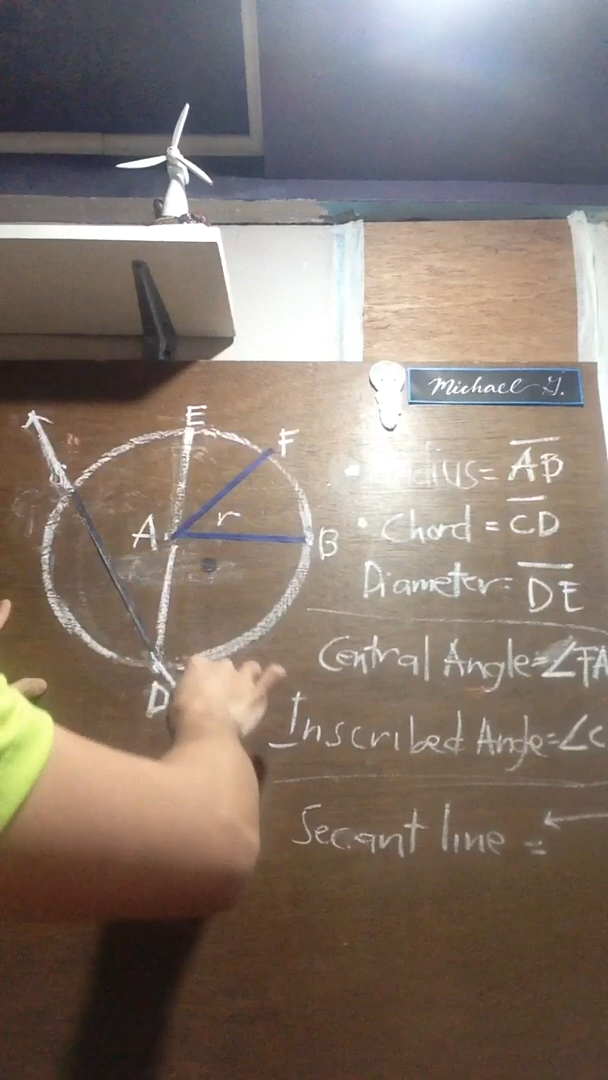 Michael G.
E
F
A
r
B
D
Radius = AB
• Chord = CD
Diameter = DE
Central Angle = ∠FA
Inscribed Angle = ∠C
Secant line =